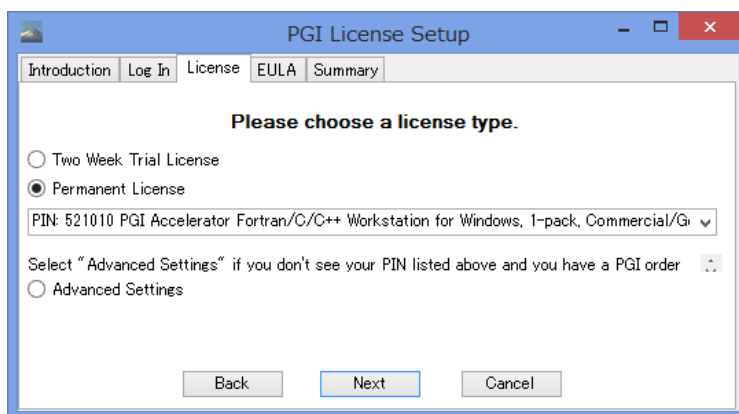 PGI License Setup
Introduction Log In License EULA Summary
Please choose a license type.
Two Week Trial License
Permanent License
PIN: 521010 PGI Accelerator Fortran/C/C++ Workstation for Windows, 1-pack, Commercial/G
Select "Advanced Settings" if you don't see your PIN listed above and you have a PGI order
Advanced Settings
Back Next Cancel